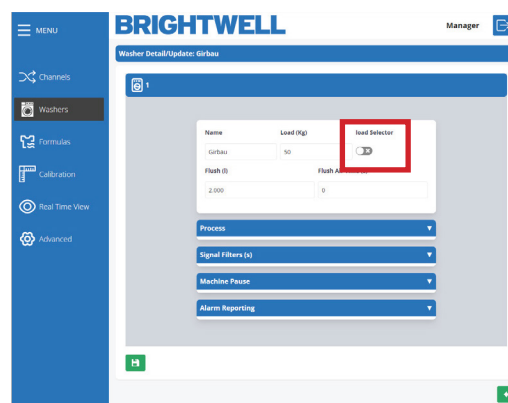 MENU
BRIGHTWELL
Manager
Washer Detail/Update: Girbau
Channels
1
Washers
Formulas
Name Load (Kg) load Selector
Girbau 50
Calibration
Flush (l) Flush
2.000 0
Real Time View
Process
Advanced
Signal Filters (s)
Machine Pause
Alarm Reporting